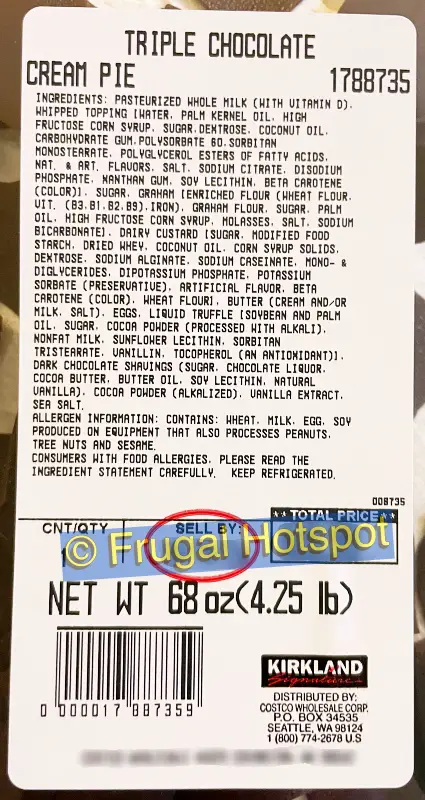 TRIPLE CHOCOLATE
CREAM PIE 1788735
INGREDIENTS: PASTEURIZED WHOLE MILK (WITH VITAMIN D),
WHIPPED TOPPING [WATER, PALM KERNEL OIL, HIGH
FRUCTOSE CORN SYRUP, SUGAR,DEXTROSE, COCONUT OIL,
CARBOHYDRATE GUM,POLYSORBATE 60,SORBITAN
MONOSTEARATE, POLYGLYCEROL ESTERS OF FATTY ACIDS,
NAT. & ART. FLAVORS, SALT, SODIUM CITRATE, DISODIUM
PHOSPHATE, XANTHAN GUM, SOY LECITHIN, BETA CAROTENE
(COLOR)], SUGAR, GRAHAM [ENRICHED FLOUR (WHEAT FLOUR,
VIT. (B3,B1,B2,B9),IRON), GRAHAM FLOUR, SUGAR, PALM
OIL, HIGH FRUCTOSE CORN SYRUP, MOLASSES, SALT, SODIUM
BICARBONATE], DAIRY CUSTARD [SUGAR, MODIFIED FOOD
STARCH, DRIED WHEY, COCONUT OIL, CORN SYRUP SOLIDS,
DEXTROSE, SODIUM ALGINATE, SODIUM CASEINATE, MONO- &
DIGLYCERIDES, DIPOTASSIUM PHOSPHATE, POTASSIUM
SORBATE (PRESERVATIVE), ARTIFICIAL FLAVOR, BETA
CAROTENE (COLOR), WHEAT FLOUR], BUTTER (CREAM AND/OR
MILK, SALT), EGGS, LIQUID TRUFFLE [SOYBEAN AND PALM
OIL, SUGAR, COCOA POWDER (PROCESSED WITH ALKALI),
NONFAT MILK, SUNFLOWER LECITHIN, SORBITAN
TRISTEARATE, VANILLIN, TOCOPHEROL (AN ANTIOXIDANT)],
DARK CHOCOLATE SHAVINGS (SUGAR, CHOCOLATE LIQUOR,
COCOA BUTTER, BUTTER OIL, SOY LECITHIN, NATURAL
VANILLA), COCOA POWDER (ALKALIZED), VANILLA EXTRACT,
SEA SALT.
ALLERGEN INFORMATION: CONTAINS: WHEAT, MILK, EGG, SOY
PRODUCED ON EQUIPMENT THAT ALSO PROCESSES PEANUTS,
TREE NUTS AND SESAME.
CONSUMERS WITH FOOD ALLERGIES, PLEASE READ THE
INGREDIENT STATEMENT CAREFULLY. KEEP REFRIGERATED.
008735
CNT/QTY SELL BY: **TOTAL PRICE**
© Frugal Hotspot
NET WT 68 oz(4.25 lb)
0 000017 887359
KIRKLAND
Signature
DISTRIBUTED BY:
COSTCO WHOLESALE CORP.
P.O. BOX 34535
SEATTLE, WA 98124
1 (800) 774-2678 U.S